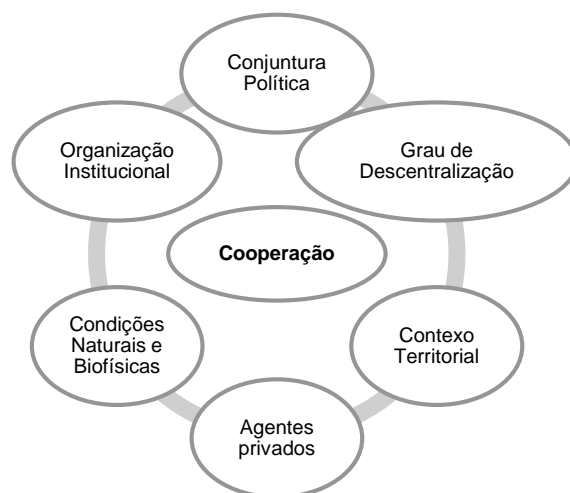 Conjuntura
Política
Organização
Institucional
Grau de
Descentralização
Cooperação
Condições
Naturais e
Biofísicas
Contexo
Territorial
Agentes
privados